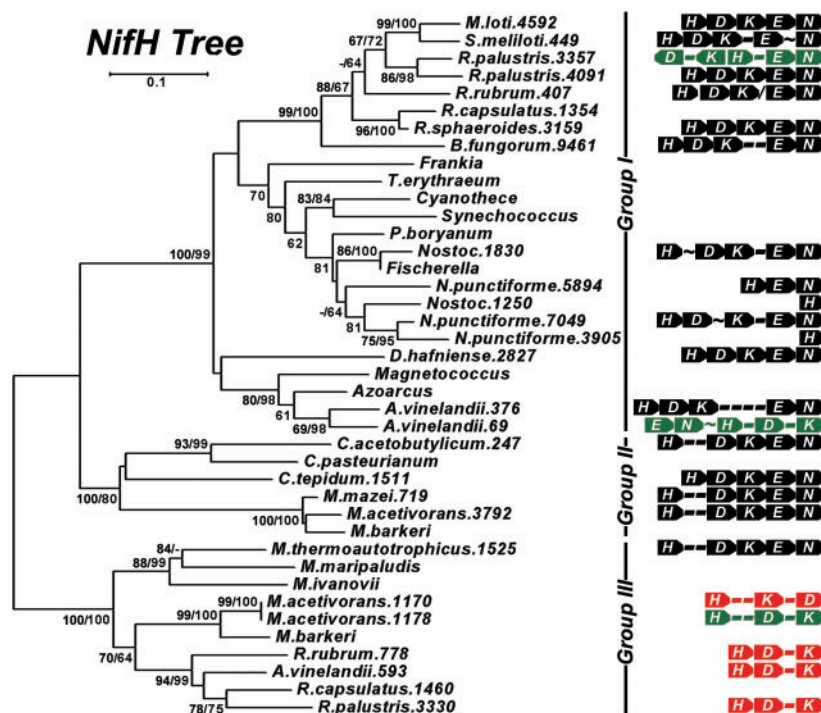 NifH Tree
0.1
99/100
M.loti.4592 H D K E N
67/72
S.meliloti.449 H D K - E ~ N
-/64
R.palustris.3357 D - K H - E N
86/98
R.palustris.4091 H D K E N
88/67
R.rubrum.407 H D K / E N
99/100
R.capsulatus.1354
96/100
R.sphaeroides.3159 H D K E N
B.fungorum.9461 H D K -- E N
Frankia
70
T.erythraeum
80
83/84
Cyanothece
Synechococcus
62
P.boryanum
100/99
86/100
Nostoc.1830 H ~ D K - E N
81
Fischerella
N.punctiforme.5894 H E N
-/64
Nostoc.1250 H
81
N.punctiforme.7049 H D ~ K - E N
75/95
N.punctiforme.3905 H
D.hafniense.2827 H D K E N
Magnetococcus
80/98
Azoarcus
61
A.vinelandii.376 H D K ---- E N
69/98
A.vinelandii.69 E N ~ H - D - K
Group I
93/99
C.acetobutylicum.247 H -- D K E N
C.pasteurianum
100/80
C.tepidum.1511 H D K E N
M.mazei.719 H -- D K E N
M.acetivorans.3792 H -- D K E N
100/100
M.barkeri
Group II
84/-
M.thermoautotrophicus.1525 H -- D K E N
88/99
M.maripaludis
M.ivanovii
100/100
99/100
M.acetivorans.1170 H -- K - D
99/100
M.acetivorans.1178 H -- D - K
M.barkeri
70/64
R.rubrum.778 H D - K
94/99
A.vinelandii.593 H D - K
R.capsulatus.1460
78/75
R.palustris.3330 H D - K
Group III